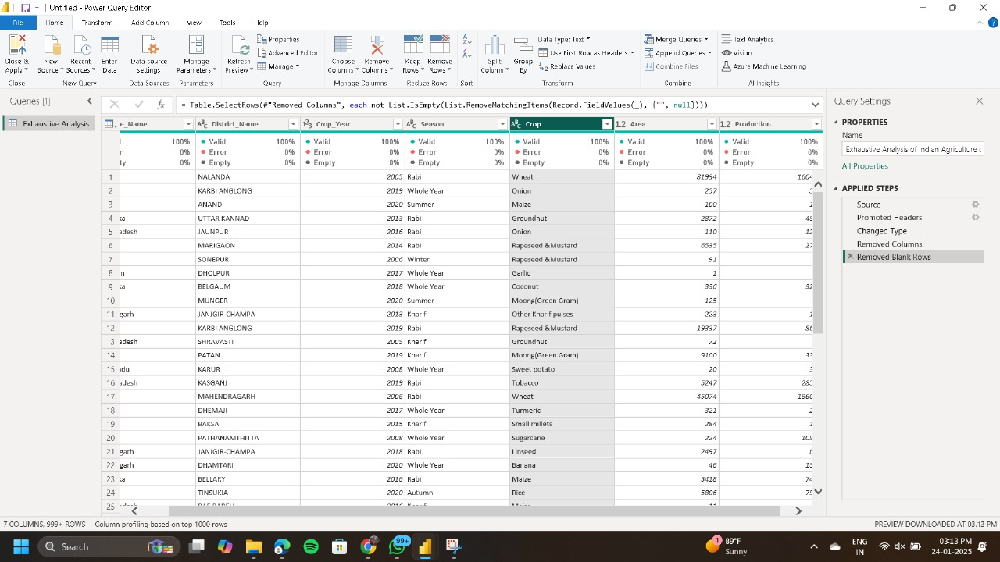 Untitled - Power Query Editor
File Home Transform Add Column View Tools Help
Close & Apply
New Source
Recent Sources
Enter Data
Data source settings
Manage Parameters
Refresh Preview
Properties
Advanced Editor
Manage
Choose Columns
Remove Columns
Keep Rows
Remove Rows
Split Column
Group By
Data Type: Text
Use First Row as Headers
Replace Values
Merge Queries
Append Queries
Combine Files
Text Analytics
Vision
Azure Machine Learning
Close New Query Data Sources Parameters Query Manage Columns Reduce Rows Sort Transform Combine AI Insights
Queries [1]
Exhaustive Analysis...
= Table.SelectRows(#"Removed Columns", each not List.IsEmpty(List.RemoveMatchingItems(Record.FieldValues(_), {"", null})))
e_Name District_Name Crop_Year Season Crop Area Production
100% Valid 100% Valid 100% Valid 100% Valid 100% Valid 100% Valid 100%
r 0% Error 0% Error 0% Error 0% Error 0% Error 0% Error 0%
ty 0% Empty 0% Empty 0% Empty 0% Empty 0% Empty 0% Empty 0%
1 NALANDA 2005 Rabi Wheat 81934 1604
2 KARBI ANGLONG 2019 Whole Year Onion 257 5
3 ANAND 2020 Summer Maize 100 1
4 ka UTTAR KANNAD 2013 Rabi Groundnut 2872 45
5 adesh JAUNPUR 2016 Rabi Onion 110 12
6 MARIGAON 2014 Rabi Rapeseed &Mustard 6535 27
7 SONEPUR 2006 Winter Rapeseed &Mustard 91
8 n DHOLPUR 2017 Whole Year Garlic 1
9 ka BELGAUM 2018 Whole Year Coconut 336 32
10 MUNGER 2020 Summer Moong(Green Gram) 125
11 garh JANJGIR-CHAMPA 2013 Kharif Other Kharif pulses 223 1
12 KARBI ANGLONG 2019 Rabi Rapeseed &Mustard 19337 86
13 adesh SHRAVASTI 2005 Kharif Groundnut 72
14 PATAN 2019 Kharif Moong(Green Gram) 9100 33
15 adu KARUR 2008 Whole Year Sweet potato 20 3
16 adesh KASGANJ 2019 Rabi Tobacco 5247 285
17 MAHENDRAGARH 2006 Rabi Wheat 45074 1860
18 DHEMAJI 2017 Whole Year Turmeric 321 2
19 BAKSA 2015 Kharif Small millets 284 1
20 PATHANAMTHITTA 2008 Whole Year Sugarcane 224 109
21 garh JANJGIR-CHAMPA 2018 Rabi Linseed 2497 6
22 garh DHAMTARI 2020 Whole Year Banana 46 15
23 ka BELLARY 2016 Rabi Maize 3418 74
24 TINSUKIA 2020 Autumn Rice 5806 79
25
Query Settings
PROPERTIES
Name
Exhaustive Analysis of Indian Agriculture
All Properties
APPLIED STEPS
Source
Promoted Headers
Changed Type
Removed Columns
Removed Blank Rows
7 COLUMNS, 999+ ROWS Column profiling based on top 1000 rows PREVIEW DOWNLOADED AT 03:13 PM
Search
99+
1
89°F
Sunny
ENG
IN
03:13 PM
24-01-2025